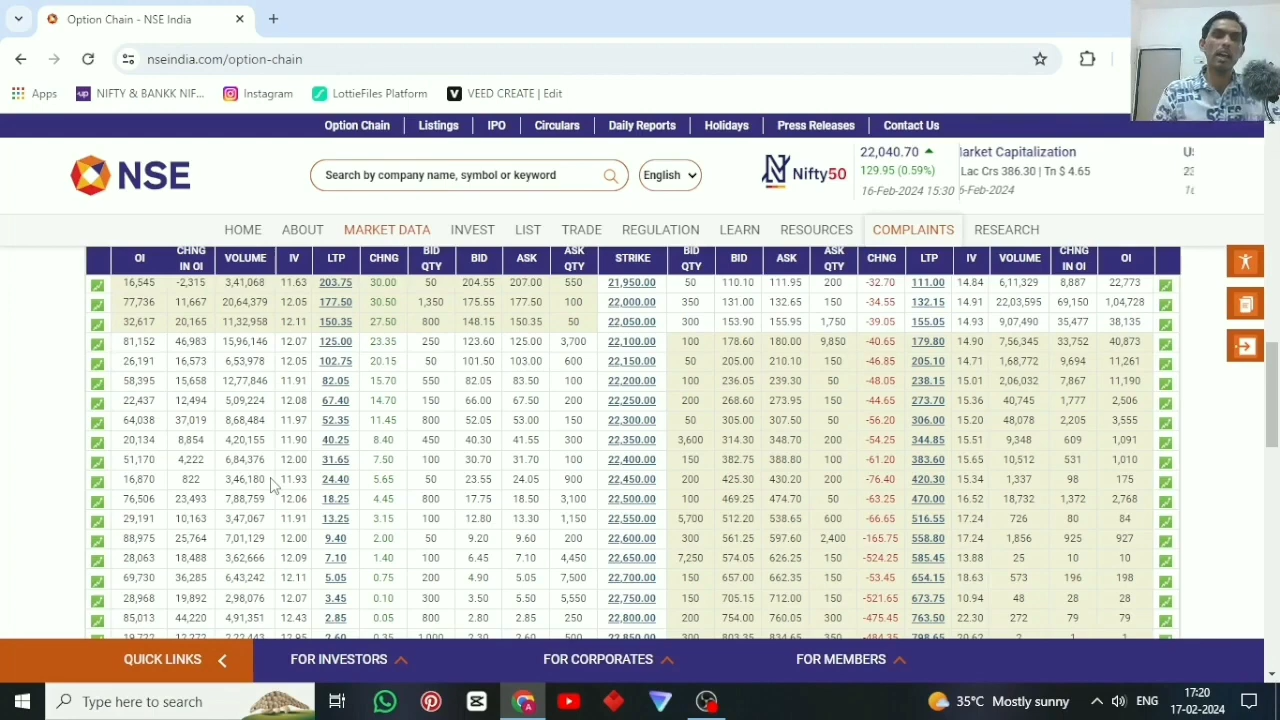 Option Chain - NSE India
nseindia.com/option-chain
Apps NIFTY & BANKK NIF... Instagram LottieFiles Platform VEED CREATE | Edit
Option Chain Listings IPO Circulars Daily Reports Holidays Press Releases Contact Us
NSE Search by company name, symbol or keyword English Nifty50
22,040.70 larket Capitalization
129.95 (0.59%) Lac Crs 386.30 | Tn $ 4.65
16-Feb-2024 15:30 6-Feb-2024
HOME ABOUT MARKET DATA INVEST LIST TRADE REGULATION LEARN RESOURCES COMPLAINTS RESEARCH
OI CHNG IN OI VOLUME IV LTP CHNG BID QTY BID ASK ASK QTY STRIKE BID QTY BID ASK ASK QTY CHNG LTP IV VOLUME CHNG IN OI OI
16,545 -2,315 3,41,068 11.63 203.75 30.00 50 204.55 207.00 550 21,950.00 50 110.10 111.95 200 -32.70 111.00 14.84 6,11,329 8,887 22,773
77,736 11,667 20,64,379 12.05 177.50 30.50 1,350 175.55 177.50 100 22,000.00 350 131.00 132.65 150 -34.55 132.15 14.91 22,03,595 69,150 1,04,728
32,617 20,165 11,32,958 12.11 150.35 27.50 800 148.15 150.35 50 22,050.00 300 153.90 155.95 1,750 -39.05 155.05 14.93 9,07,490 35,477 38,135
81,152 46,983 15,96,146 12.07 125.00 23.35 250 123.60 125.00 3,700 22,100.00 100 178.60 180.00 9,850 -40.65 179.80 14.90 7,56,345 33,752 40,873
26,191 16,573 6,53,978 12.05 102.75 20.15 50 101.50 103.00 600 22,150.00 50 205.00 210.10 150 -46.85 205.10 14.71 1,68,772 9,694 11,261
58,395 15,658 12,77,846 11.91 82.05 15.70 550 82.05 83.50 100 22,200.00 100 236.05 239.30 50 -48.05 238.15 15.01 2,06,032 7,867 11,190
22,437 12,494 5,09,224 12.08 67.40 14.70 150 66.00 67.50 200 22,250.00 200 268.60 273.95 150 -44.65 273.70 15.36 40,745 1,777 2,506
64,038 37,019 8,68,484 11.97 52.35 11.45 800 52.05 53.00 150 22,300.00 50 305.00 307.50 50 -56.20 306.00 15.20 48,078 2,205 3,555
20,134 8,854 4,20,155 11.90 40.25 8.40 450 40.30 41.55 300 22,350.00 3,600 314.30 348.70 200 -54.25 344.85 15.51 9,348 609 1,091
51,170 4,222 6,84,376 12.00 31.65 7.50 100 30.70 31.70 100 22,400.00 150 382.75 388.80 100 -61.20 383.60 15.65 10,512 531 1,010
16,870 822 3,46,180 11.93 24.40 5.65 50 23.55 24.05 900 22,450.00 200 425.30 430.20 200 -76.40 420.30 15.34 1,337 98 175
76,506 23,493 7,88,759 12.06 18.25 4.45 800 17.75 18.50 3,100 22,500.00 100 469.25 474.70 50 -63.25 470.00 16.52 18,732 1,372 2,768
29,191 10,163 3,47,067 11.91 13.25 3.15 100 12.80 13.30 1,150 22,550.00 5,700 512.20 538.65 600 -66.65 516.55 17.24 726 80 84
88,975 25,764 7,01,129 12.00 9.40 2.00 50 9.20 9.60 200 22,600.00 300 561.25 597.60 2,400 -165.75 558.80 17.24 1,856 925 927
28,063 18,488 3,62,666 12.09 7.10 1.40 100 6.45 7.10 4,450 22,650.00 7,250 574.05 626.25 150 -524.25 585.45 13.88 25 10 10
69,730 36,285 6,43,242 12.11 5.05 0.75 200 4.90 5.05 7,500 22,700.00 150 657.00 662.35 150 -53.45 654.15 18.63 573 196 198
28,968 19,892 2,98,076 12.07 3.45 0.10 300 3.50 5.50 5,550 22,750.00 150 705.15 712.00 150 -521.65 673.75 10.94 48 28 28
85,013 44,220 4,91,351 12.43 2.85 0.05 800 2.80 2.85 250 22,800.00 200 754.00 760.05 350 -475.45 763.50 22.30 272 79 79
QUICK LINKS FOR INVESTORS FOR CORPORATES FOR MEMBERS
Type here to search 35°C Mostly sunny ENG 17:20
17-02-2024